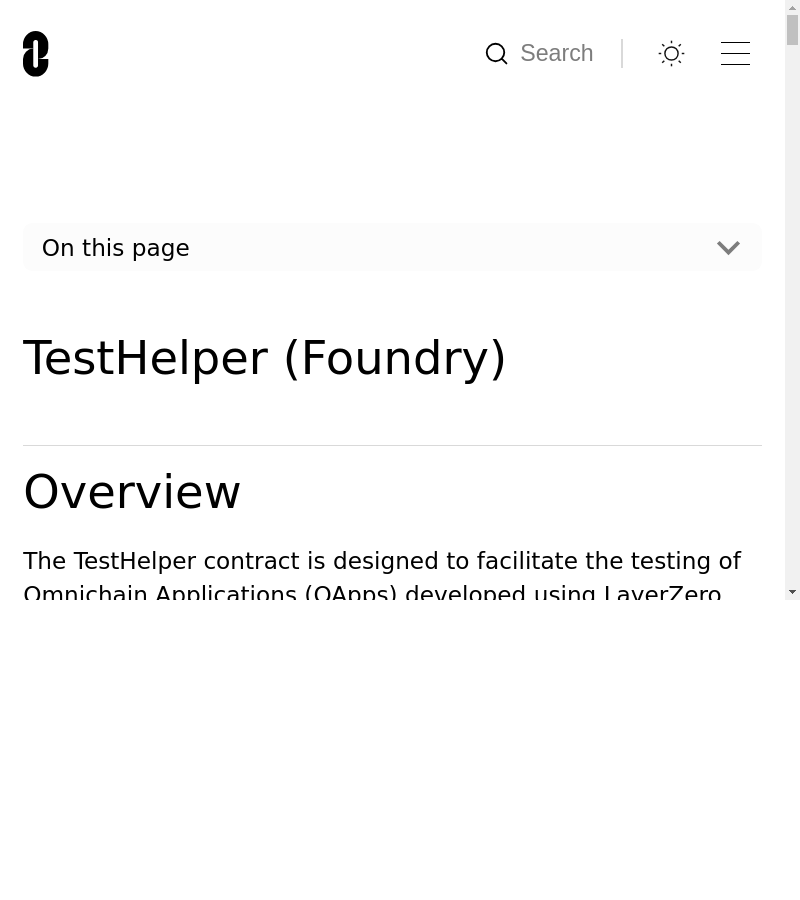 Search
On this page
TestHelper (Foundry)
Overview
The TestHelper contract is designed to facilitate the testing of
Omnichain Applications (OApps) developed using LayerZero